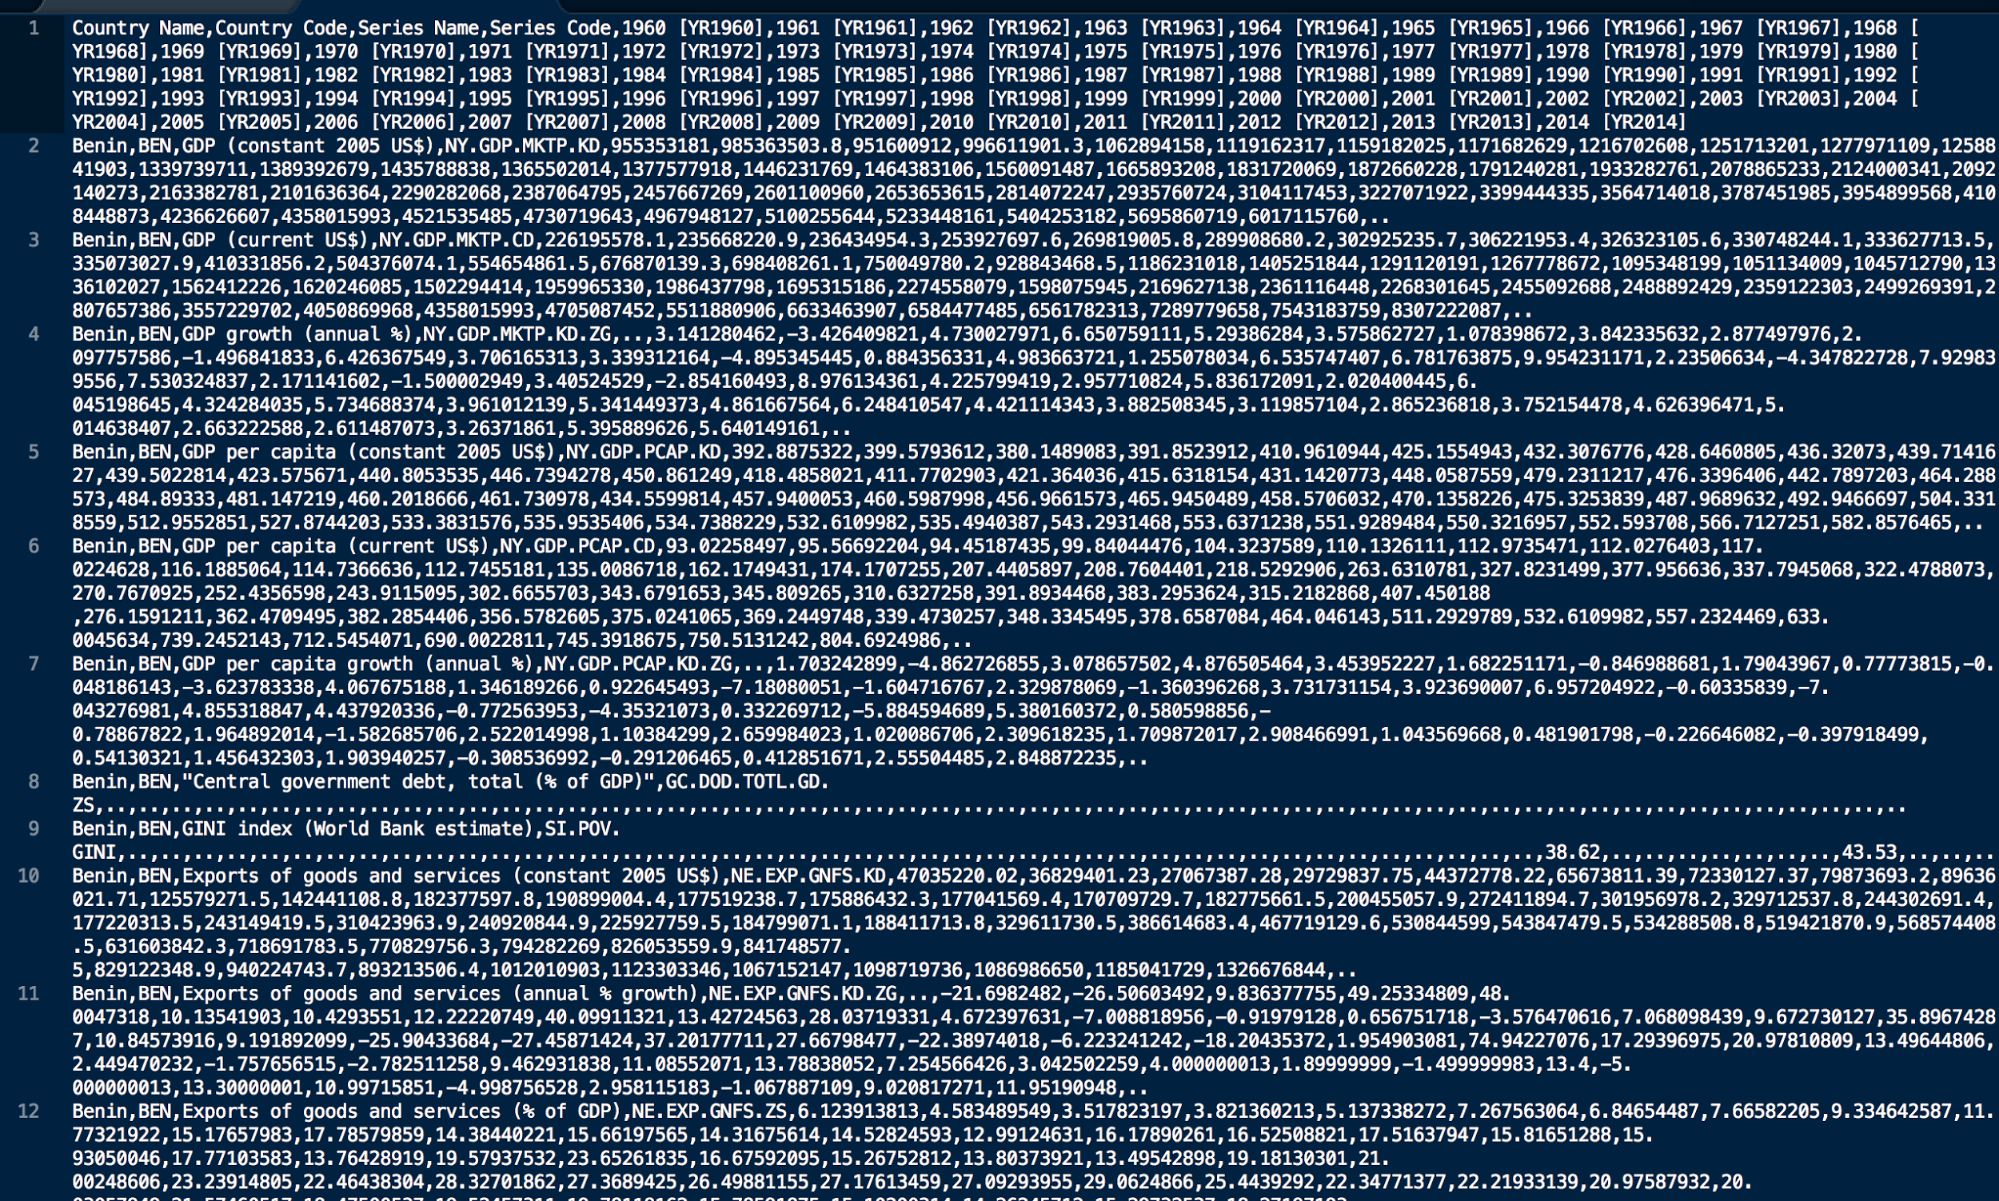 1 Country Name,Country Code,Series Name,Series Code,1960 [YR1960],1961 [YR1961],1962 [YR1962],1963 [YR1963],1964 [YR1964],1965 [YR1965],1966 [YR1966],1967 [YR1967],1968 [
YR1968],1969 [YR1969],1970 [YR1970],1971 [YR1971],1972 [YR1972],1973 [YR1973],1974 [YR1974],1975 [YR1975],1976 [YR1976],1977 [YR1977],1978 [YR1978],1979 [YR1979],1980 [
YR1980],1981 [YR1981],1982 [YR1982],1983 [YR1983],1984 [YR1984],1985 [YR1985],1986 [YR1986],1987 [YR1987],1988 [YR1988],1989 [YR1989],1990 [YR1990],1991 [YR1991],1992 [
YR1992],1993 [YR1993],1994 [YR1994],1995 [YR1995],1996 [YR1996],1997 [YR1997],1998 [YR1998],1999 [YR1999],2000 [YR2000],2001 [YR2001],2002 [YR2002],2003 [YR2003],2004 [
YR2004],2005 [YR2005],2006 [YR2006],2007 [YR2007],2008 [YR2008],2009 [YR2009],2010 [YR2010],2011 [YR2011],2012 [YR2012],2013 [YR2013],2014 [YR2014]
2 Benin,BEN,GDP (constant 2005 US$),NY.GDP.MKTP.KD,955353181,985363503.8,951600912,996611901.3,1062894158,1119162317,1159182025,1171682629,1216702608,1251713201,1277971109,12588
41903,1339739711,1389392679,1435788838,1365502014,1377577918,1446231769,1464383106,1560091487,1665893208,1831720069,1872660228,1791240281,1933282761,2078865233,2124000341,2092
140273,2163382781,2101636364,2290282068,2387064795,2457667269,2601100960,2653653615,2814072247,2935760724,3104117453,3227071922,3399444335,3564714018,3787451985,3954899568,410
8448873,4236626607,4358015993,4521535485,4730719643,4967948127,5100255644,5233448161,5404253182,5695860719,6017115760,..
3 Benin,BEN,GDP (current US$),NY.GDP.MKTP.CD,226195578.1,235668220.9,236434954.3,253927697.6,269819005.8,289908680.2,302925235.7,306221953.4,326323105.6,330748244.1,333627713.5,
335073027.9,410331856.2,504376074.1,554654861.5,676870139.3,698408261.1,750049780.2,928843468.5,1186231018,1405251844,1291120191,1267778672,1095348199,1051134009,1045712790,13
36102027,1562412226,1620246085,1502294414,1959965330,1986437798,1695315186,2274558079,1598075945,2169627138,2361116448,2268301645,2455092688,2488892429,2359122303,2499269391,2
807657386,3557229702,4050869968,4358015993,4705087452,5511880906,6633463907,6584477485,6561782313,7289779658,7543183759,8307222087,..
4 Benin,BEN,GDP growth (annual %),NY.GDP.MKTP.KD.ZG,..,3.141280462,-3.426409821,4.730027971,6.650759111,5.29386284,3.575862727,1.078398672,3.842335632,2.877497976,2.
097757586,-1.496841833,6.426367549,3.706165313,3.339312164,-4.895345445,0.884356331,4.983663721,1.255078034,6.535747407,6.781763875,9.954231171,2.23506634,-4.347822728,7.92983
9556,7.530324837,2.171141602,-1.500002949,3.40524529,-2.854160493,8.976134361,4.225799419,2.957710824,5.836172091,2.020400445,6.
045198645,4.324284035,5.734688374,3.961012139,5.341449373,4.861667564,6.248410547,4.421114343,3.882508345,3.119857104,2.865236818,3.752154478,4.626396471,5.
014638407,2.663222588,2.611487073,3.26371861,5.395889626,5.640149161,..
5 Benin,BEN,GDP per capita (constant 2005 US$),NY.GDP.PCAP.KD,392.8875322,399.5793612,380.1489083,391.8523912,410.9610944,425.1554943,432.3076776,428.6460805,436.32073,439.71416
27,439.5022814,423.575671,440.8053535,446.7394278,450.861249,418.4858021,411.7702903,421.364036,415.6318154,431.1420773,448.0587559,479.2311217,476.3396406,442.7897203,464.288
573,484.89333,481.147219,460.2018666,461.730978,434.5599814,457.9400053,460.5987998,456.9661573,465.9450489,458.5706032,470.1358226,475.3253839,487.9689632,492.9466697,504.331
8559,512.9552851,527.8744203,533.3831576,535.9535406,534.7388229,532.6109982,535.4940387,543.2931468,553.6371238,551.9289484,550.3216957,552.593708,566.7127251,582.8576465,..
6 Benin,BEN,GDP per capita (current US$),NY.GDP.PCAP.CD,93.02258497,95.56692204,94.45187435,99.84044476,104.3237589,110.1326111,112.9735471,112.0276403,117.
0224628,116.1885064,114.7366636,112.7455181,135.0086718,162.1749431,174.1707255,207.4405897,208.7604401,218.5292906,263.6310781,327.8231499,377.956636,337.7945068,322.4788073,
270.7670925,252.4356598,243.9115095,302.6655703,343.6791653,345.809265,310.6327258,391.8934468,383.2953624,315.2182868,407.450188
,276.1591211,362.4709495,382.2854406,356.5782605,375.0241065,369.2449748,339.4730257,348.3345495,378.6587084,464.046143,511.2929789,532.6109982,557.2324469,633.
0045634,739.2452143,712.5454071,690.0022811,745.3918675,750.5131242,804.6924986,..
7 Benin,BEN,GDP per capita growth (annual %),NY.GDP.PCAP.KD.ZG,..,1.703242899,-4.862726855,3.078657502,4.876505464,3.453952227,1.682251171,-0.846988681,1.79043967,0.77773815,-0.
048186143,-3.623783338,4.067675188,1.346189266,0.922645493,-7.18080051,-1.604716767,2.329878069,-1.360396268,3.731731154,3.923690007,6.957204922,-0.60335839,-7.
043276981,4.855318847,4.437920336,-0.772563953,-4.35321073,0.332269712,-5.884594689,5.380160372,0.580598856,-
0.78867822,1.964892014,-1.582685706,2.522014998,1.10384299,2.659984023,1.020086706,2.309618235,1.709872017,2.908466991,1.043569668,0.481901798,-0.226646082,-0.397918499,
0.54130321,1.456432303,1.903940257,-0.308536992,-0.291206465,0.412851671,2.55504485,2.848872235,..
8 Benin,BEN,"Central government debt, total (% of GDP)",GC.DOD.TOTL.GD.
ZS,..,..,..,..,..,..,..,..,..,..,..,..,..,..,..,..,..,..,..,..,..,..,..,..,..,..,..,..,..,..,..,..,..,..,..,..,..,..,..,..,..,..,..,..,..,..,..,..,..,..,..,..,..,..,..
9 Benin,BEN,GINI index (World Bank estimate),SI.POV.
GINI,..,..,..,..,..,..,..,..,..,..,..,..,..,..,..,..,..,..,..,..,..,..,..,..,..,..,..,..,..,..,..,..,..,..,..,..,..,..,..,..,..,..,..,38.62,..,..,..,..,..,..,..,43.53,..,..,..
10 Benin,BEN,Exports of goods and services (constant 2005 US$),NE.EXP.GNFS.KD,47035220.02,36829401.23,27067387.28,29729837.75,44372778.22,65673811.39,72330127.37,79873693.2,89636
021.71,125579271.5,142441108.8,182377597.8,190899004.4,177519238.7,175886432.3,177041569.4,170709729.7,182775661.5,200455057.9,272411894.7,301956978.2,329712537.8,244302691.4,
177220313.5,243149419.5,310423963.9,240920844.9,225927759.5,184799071.1,188411713.8,329611730.5,386614683.4,467719129.6,530844599,543847479.5,534288508.8,519421870.9,568574408
.5,631603842.3,718691783.5,770829756.3,794282269,826053559.9,841748577.
5,829122348.9,940224743.7,893213506.4,1012010903,1123303346,1067152147,1098719736,1086986650,1185041729,1326676844,..
11 Benin,BEN,Exports of goods and services (annual % growth),NE.EXP.GNFS.KD.ZG,..,-21.6982482,-26.50603492,9.836377755,49.25334809,48.
0047318,10.13541903,10.4293551,12.22220749,40.09911321,13.42724563,28.03719331,4.672397631,-7.008818956,-0.91979128,0.656751718,-3.576470616,7.068098439,9.672730127,35.8967428
7,10.84573916,9.191892099,-25.90433684,-27.45871424,37.20177711,27.66798477,-22.38974018,-6.223241242,-18.20435372,1.954903081,74.94227076,17.29396975,20.97810809,13.49644806,
2.449470232,-1.757656515,-2.782511258,9.462931838,11.08552071,13.78838052,7.254566426,3.042502259,4.000000013,1.89999999,-1.499999983,13.4,-5.
000000013,13.30000001,10.99715851,-4.998756528,2.958115183,-1.067887109,9.020817271,11.95190948,..
12 Benin,BEN,Exports of goods and services (% of GDP),NE.EXP.GNFS.ZS,6.123913813,4.583489549,3.517823197,3.821360213,5.137338272,7.267563064,6.84654487,7.66582205,9.334642587,11.
77321922,15.17657983,17.78579859,14.38440221,15.66197565,14.31675614,14.52824593,12.99124631,16.17890261,16.52508821,17.51637947,15.81651288,15.
93050046,17.77103583,13.76428919,19.57937532,23.65261835,16.67592095,15.26752812,13.80373921,13.49542898,19.18130301,21.
00248606,23.23914805,22.46438304,28.32701862,27.3689425,26.49881155,27.17613459,27.09293955,29.0624866,25.4439292,22.34771377,22.21933139,20.97587932,20.